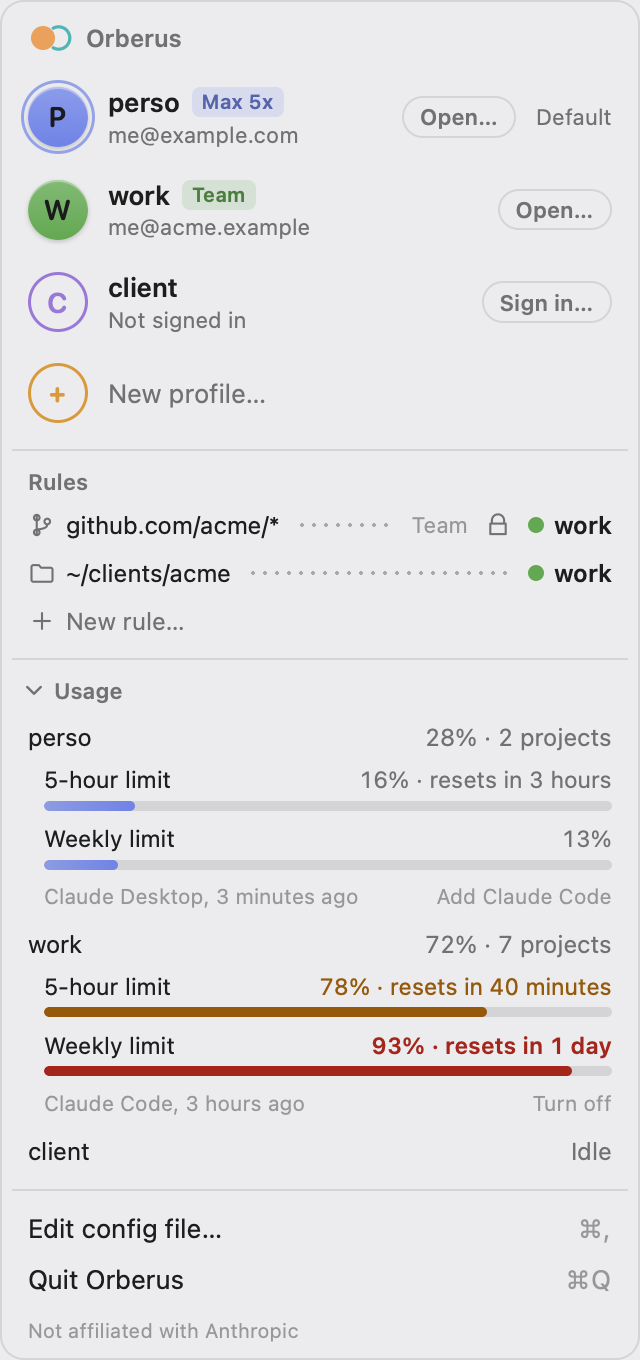 Orberus
P perso Max 5x Open... Default
me@example.com
W work Team Open...
me@acme.example
C client Sign in...
Not signed in
+ New profile...
Rules
github.com/acme/* Team work
~/clients/acme work
+ New rule...
Usage
perso 28% · 2 projects
5-hour limit 16% · resets in 3 hours
Weekly limit 13%
Claude Desktop, 3 minutes ago Add Claude Code
work 72% · 7 projects
5-hour limit 78% · resets in 40 minutes
Weekly limit 93% · resets in 1 day
Claude Code, 3 hours ago Turn off
client Idle
Edit config file... ⌘,
Quit Orberus ⌘Q
Not affiliated with Anthropic